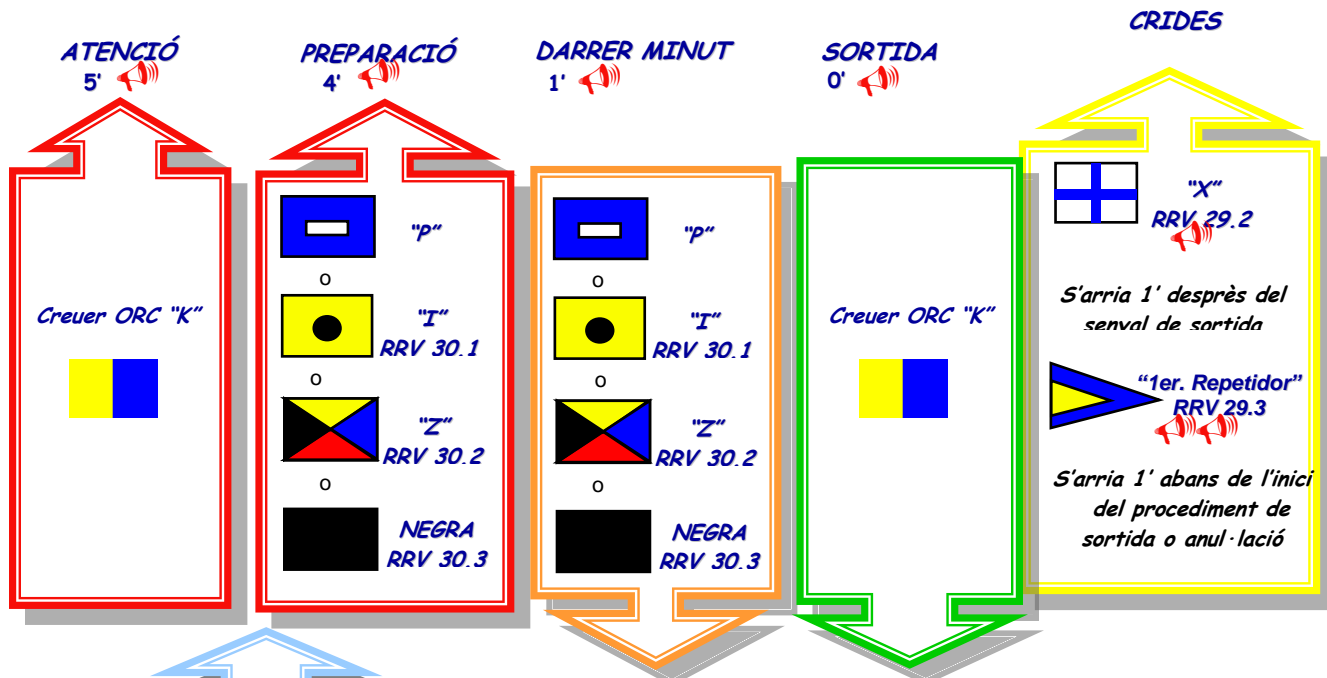 ATENCIÓ
5'
Creuer ORC “K”
PREPARACIÓ
4'
“P”
o
“I”
RRV 30.1
o
“Z”
RRV 30.2
o
NEGRA
RRV 30.3
DARRER MINUT
1'
“P”
o
“I”
RRV 30.1
o
“Z”
RRV 30.2
o
NEGRA
RRV 30.3
SORTIDA
0'
Creuer ORC “K”
CRIDES
“X”
RRV 29.2
S'arria 1' desprès del
senyal de sortida
“1er. Repetidor”
RRV 29.3
S'arria 1' abans de l'inici
del procediment de
sortida o anul·lació